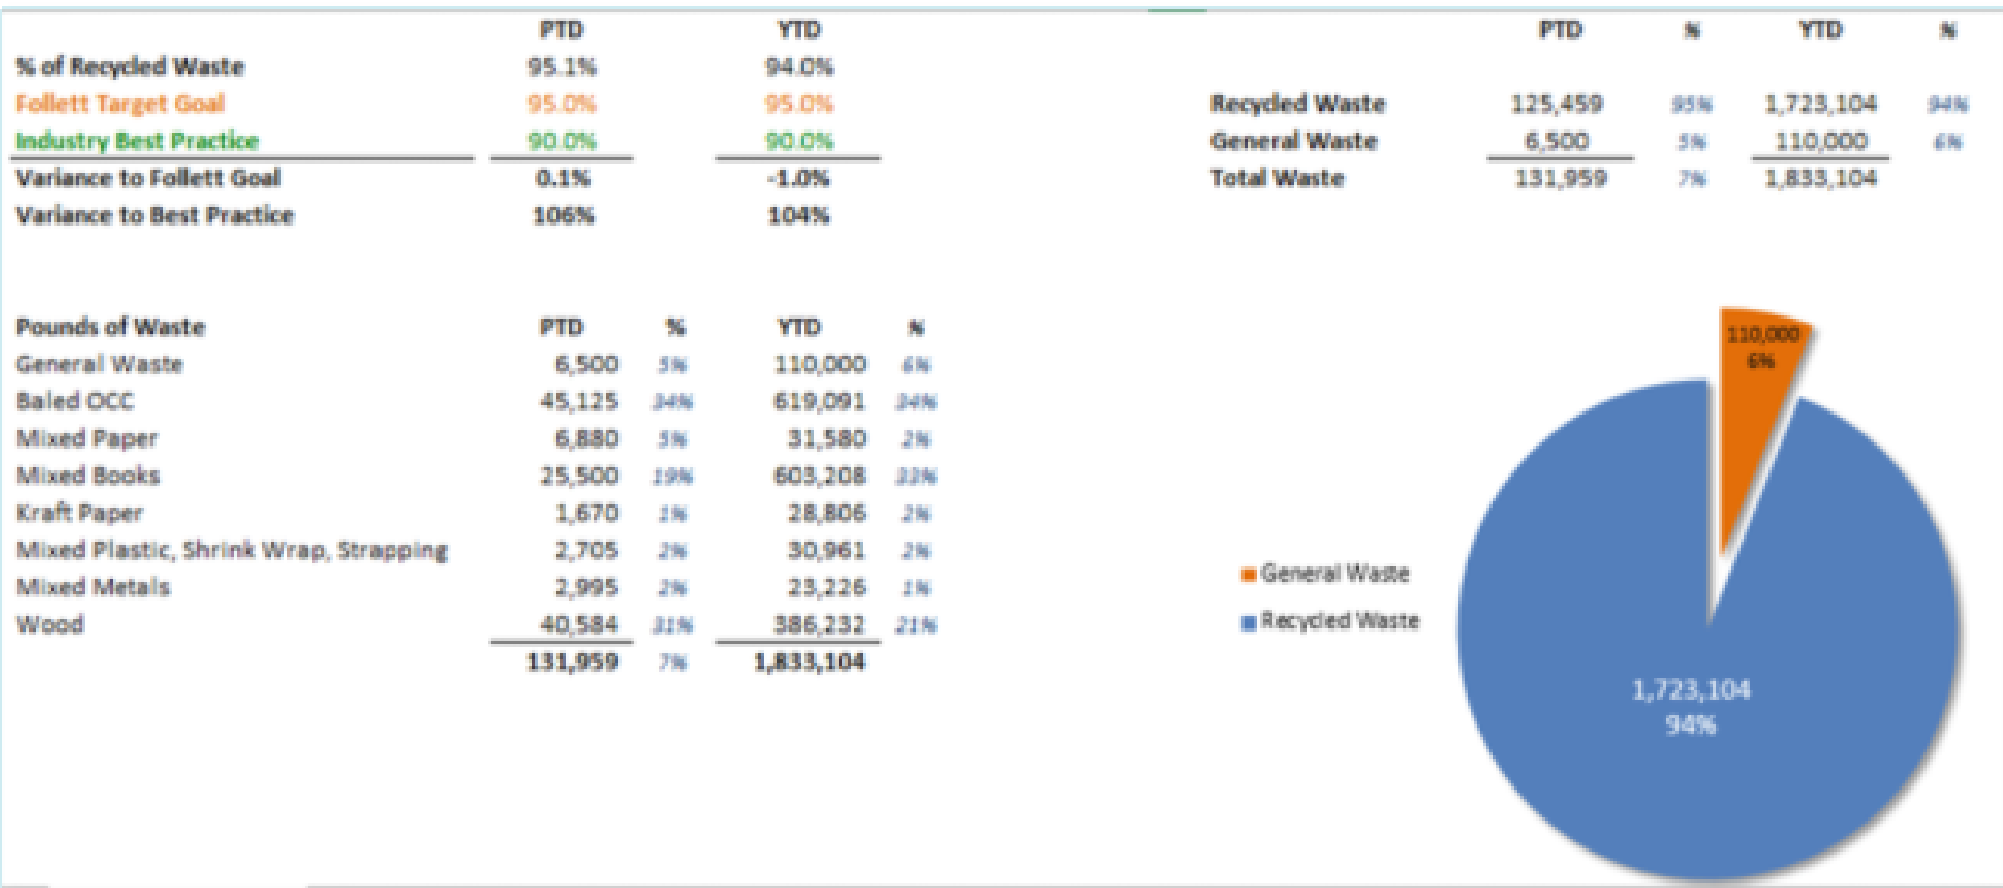 PTD YTD
% of Recycled Waste 95.1% 94.0%
Follett Target Goal 95.0% 95.0%
Industry Best Practice 90.0% 90.0%
Variance to Follett Goal 0.1% -1.0%
Variance to Best Practice 106% 104%
PTD % YTD %
Recycled Waste 125,459 95% 1,723,104 94%
General Waste 6,500 5% 110,000 6%
Total Waste 131,959 7% 1,833,104
Pounds of Waste PTD % YTD %
General Waste 6,500 5% 110,000 6%
Baled OCC 45,125 34% 619,091 34%
Mixed Paper 6,880 5% 31,580 2%
Mixed Books 25,500 19% 603,208 33%
Kraft Paper 1,670 1% 28,806 2%
Mixed Plastic, Shrink Wrap, Strapping 2,705 2% 30,961 2%
Mixed Metals 2,995 2% 23,226 1%
Wood 40,584 31% 386,232 21%
131,959 7% 1,833,104
110,000
6%
General Waste
Recycled Waste
1,723,104
94%